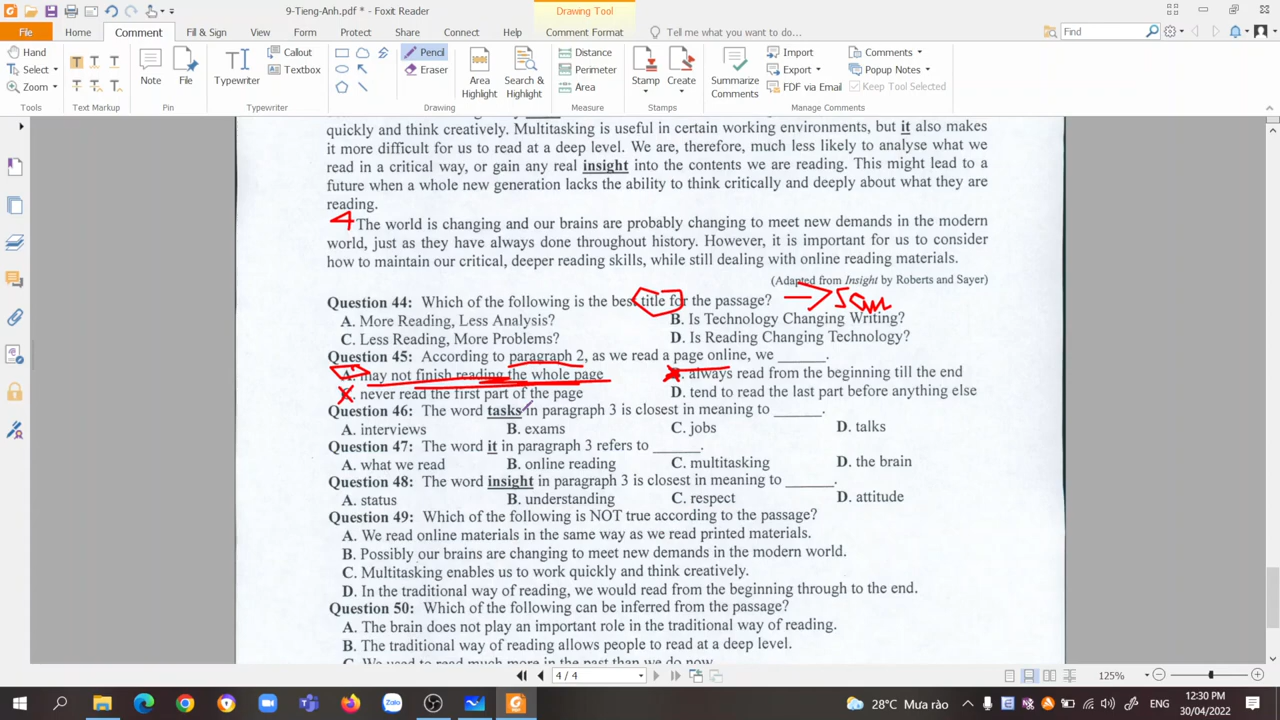 9-Tieng-Anh.pdf * - Foxit Reader
Drawing Tool
File Home Comment View Form Protect Share Connect Help Comment Format Tell me what you want to do... Find
Fill & Sign
Hand Select Zoom
Tools
Text Markup
Note File
Pin
Typewriter Callout Textbox
Typewriter
Pencil Eraser
Drawing
Area Highlight Search & Highlight
Distance Perimeter Area
Measure
Stamp Create
Stamps
Summarize Comments Import Export FDF via Email Comments Popup Notes Keep Tool Selected
Manage Comments
quickly and think creatively. Multitasking is useful in certain working environments, but it also makes
it more difficult for us to read at a deep level. We are, therefore, much less likely to analyse what we
read in a critical way, or gain any real insight into the contents we are reading. This might lead to a
future when a whole new generation lacks the ability to think critically and deeply about what they are
reading.
4 The world is changing and our brains are probably changing to meet new demands in the modern
world, just as they have always done throughout history. However, it is important for us to consider
how to maintain our critical, deeper reading skills, while still dealing with online reading materials.
(Adapted from Insight by Roberts and Sayer)
Question 44: Which of the following is the best title for the passage?
A. More Reading, Less Analysis? B. Is Technology Changing Writing?
C. Less Reading, More Problems? D. Is Reading Changing Technology?
Question 45: According to paragraph 2, as we read a page online, we ______.
A. may not finish reading the whole page B. always read from the beginning till the end
C. never read the first part of the page D. tend to read the last part before anything else
Question 46: The word tasks in paragraph 3 is closest in meaning to ______.
A. interviews B. exams C. jobs D. talks
Question 47: The word it in paragraph 3 refers to ______.
A. what we read B. online reading C. multitasking D. the brain
Question 48: The word insight in paragraph 3 is closest in meaning to ______.
A. status B. understanding C. respect D. attitude
Question 49: Which of the following is NOT true according to the passage?
A. We read online materials in the same way as we read printed materials.
B. Possibly our brains are changing to meet new demands in the modern world.
C. Multitasking enables us to work quickly and think creatively.
D. In the traditional way of reading, we would read from the beginning through to the end.
Question 50: Which of the following can be inferred from the passage?
A. The brain does not play an important role in the traditional way of reading.
B. The traditional way of reading allows people to read at a deep level.
C. We used to read much more in the past than we do now.
4 / 4
125%
28°C Mưa rào
ENG
12:30 PM
30/04/2022